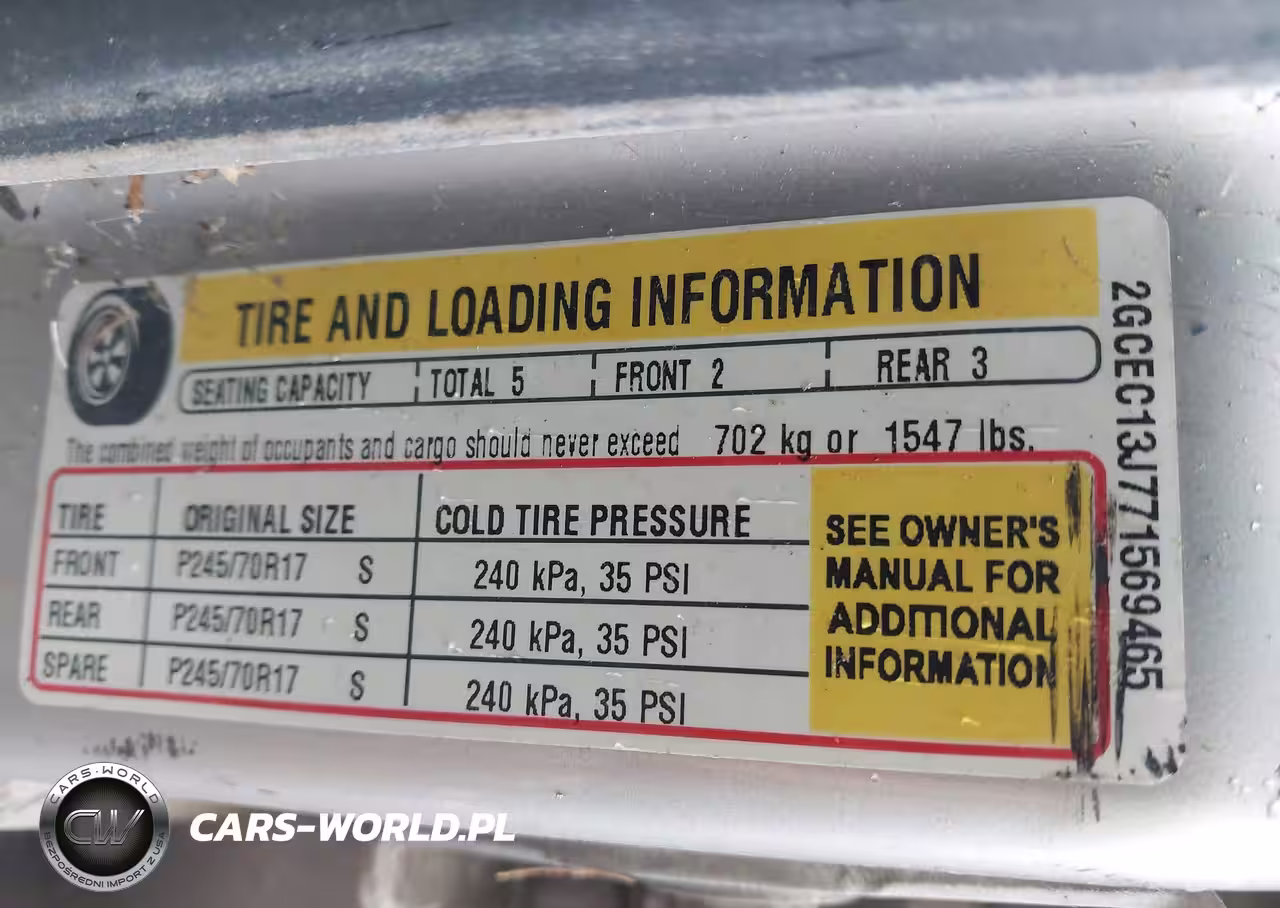 TIRE AND LOADING INFORMATION
SEATING CAPACITY TOTAL 5 FRONT 2 REAR 3
The combined weight of occupants and cargo should never exceed 702 kg or 1547 lbs.
TIRE ORIGINAL SIZE COLD TIRE PRESSURE
FRONT P245/70R17 S 240 kPa, 35 PSI
REAR P245/70R17 S 240 kPa, 35 PSI
SPARE P245/70R17 S 240 kPa, 35 PSI
SEE OWNER'S
MANUAL FOR
ADDITIONAL
INFORMATION
2GCEC13J771569465
CARS-WORLD
CW
BEZPOŚREDNI IMPORT Z USA
CARS-WORLD.PL